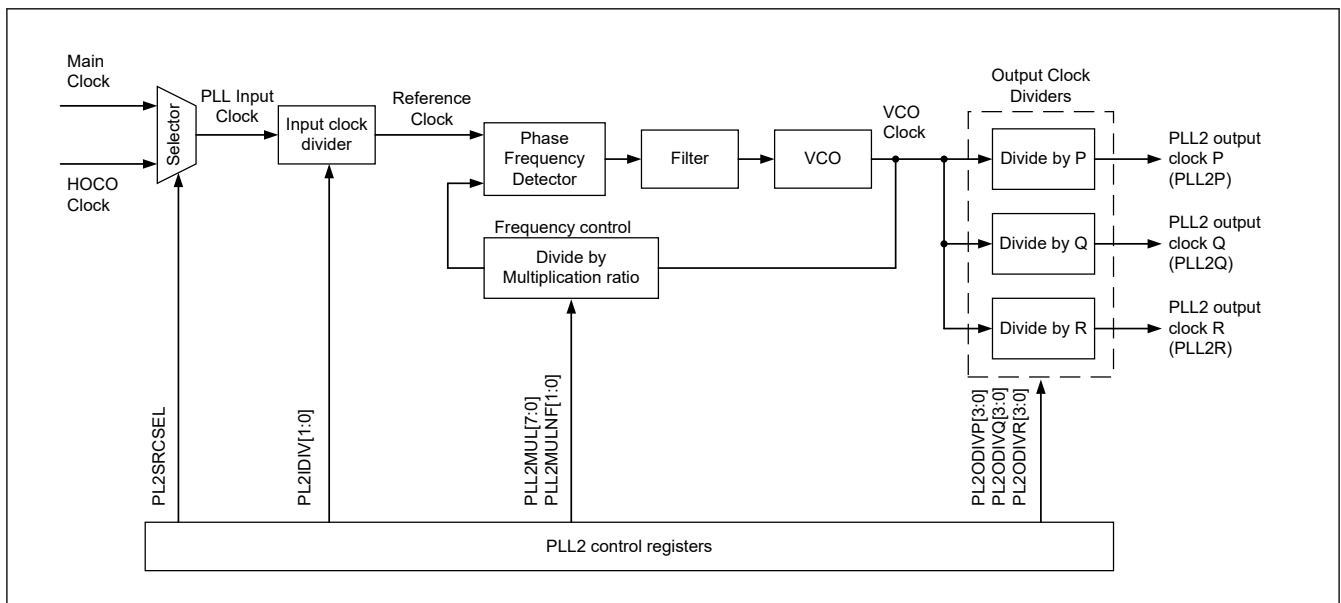 Main
Clock
HOCO
Clock
Selector
PLL Input
Clock
Input clock
divider
Reference
Clock
Phase
Frequency
Detector
Filter
VCO
VCO
Clock
Frequency control
Divide by
Multiplication ratio
Output Clock
Dividers
Divide by P
Divide by Q
Divide by R
PLL2 output
clock P
(PLL2P)
PLL2 output
clock Q
(PLL2Q)
PLL2 output
clock R
(PLL2R)
PL2SRCSEL
PL2IDIV[1:0]
PLL2MUL[7:0]
PLL2MULNF[1:0]
PL2ODIVP[3:0]
PL2ODIVQ[3:0]
PL2ODIVR[3:0]
PLL2 control registers